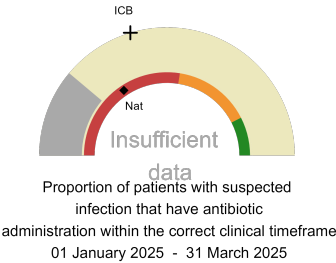 ICB
Nat
Insufficient
data
Proportion of patients with suspected
infection that have antibiotic
administration within the correct clinical timeframe
01 January 2025 - 31 March 2025